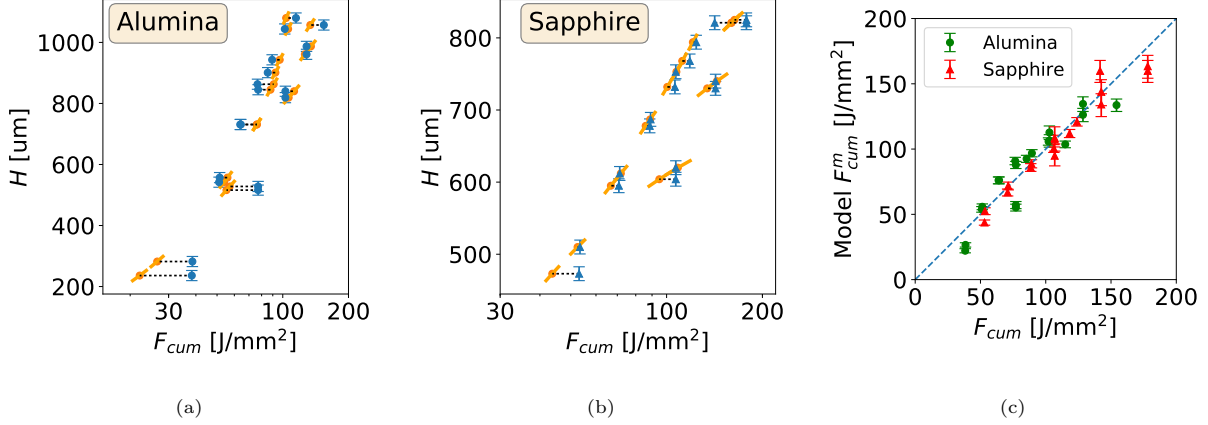 Alumina
H [um]
1000
800
600
400
200
30
100
200
F_cum [J/mm²]
(a)
Sapphire
H [um]
800
700
600
500
30
100
200
F_cum [J/mm²]
(b)
Alumina
Sapphire
Model F^m_cum [J/mm²]
200
150
100
50
0
0
50
100
150
200
F_cum [J/mm²]
(c)